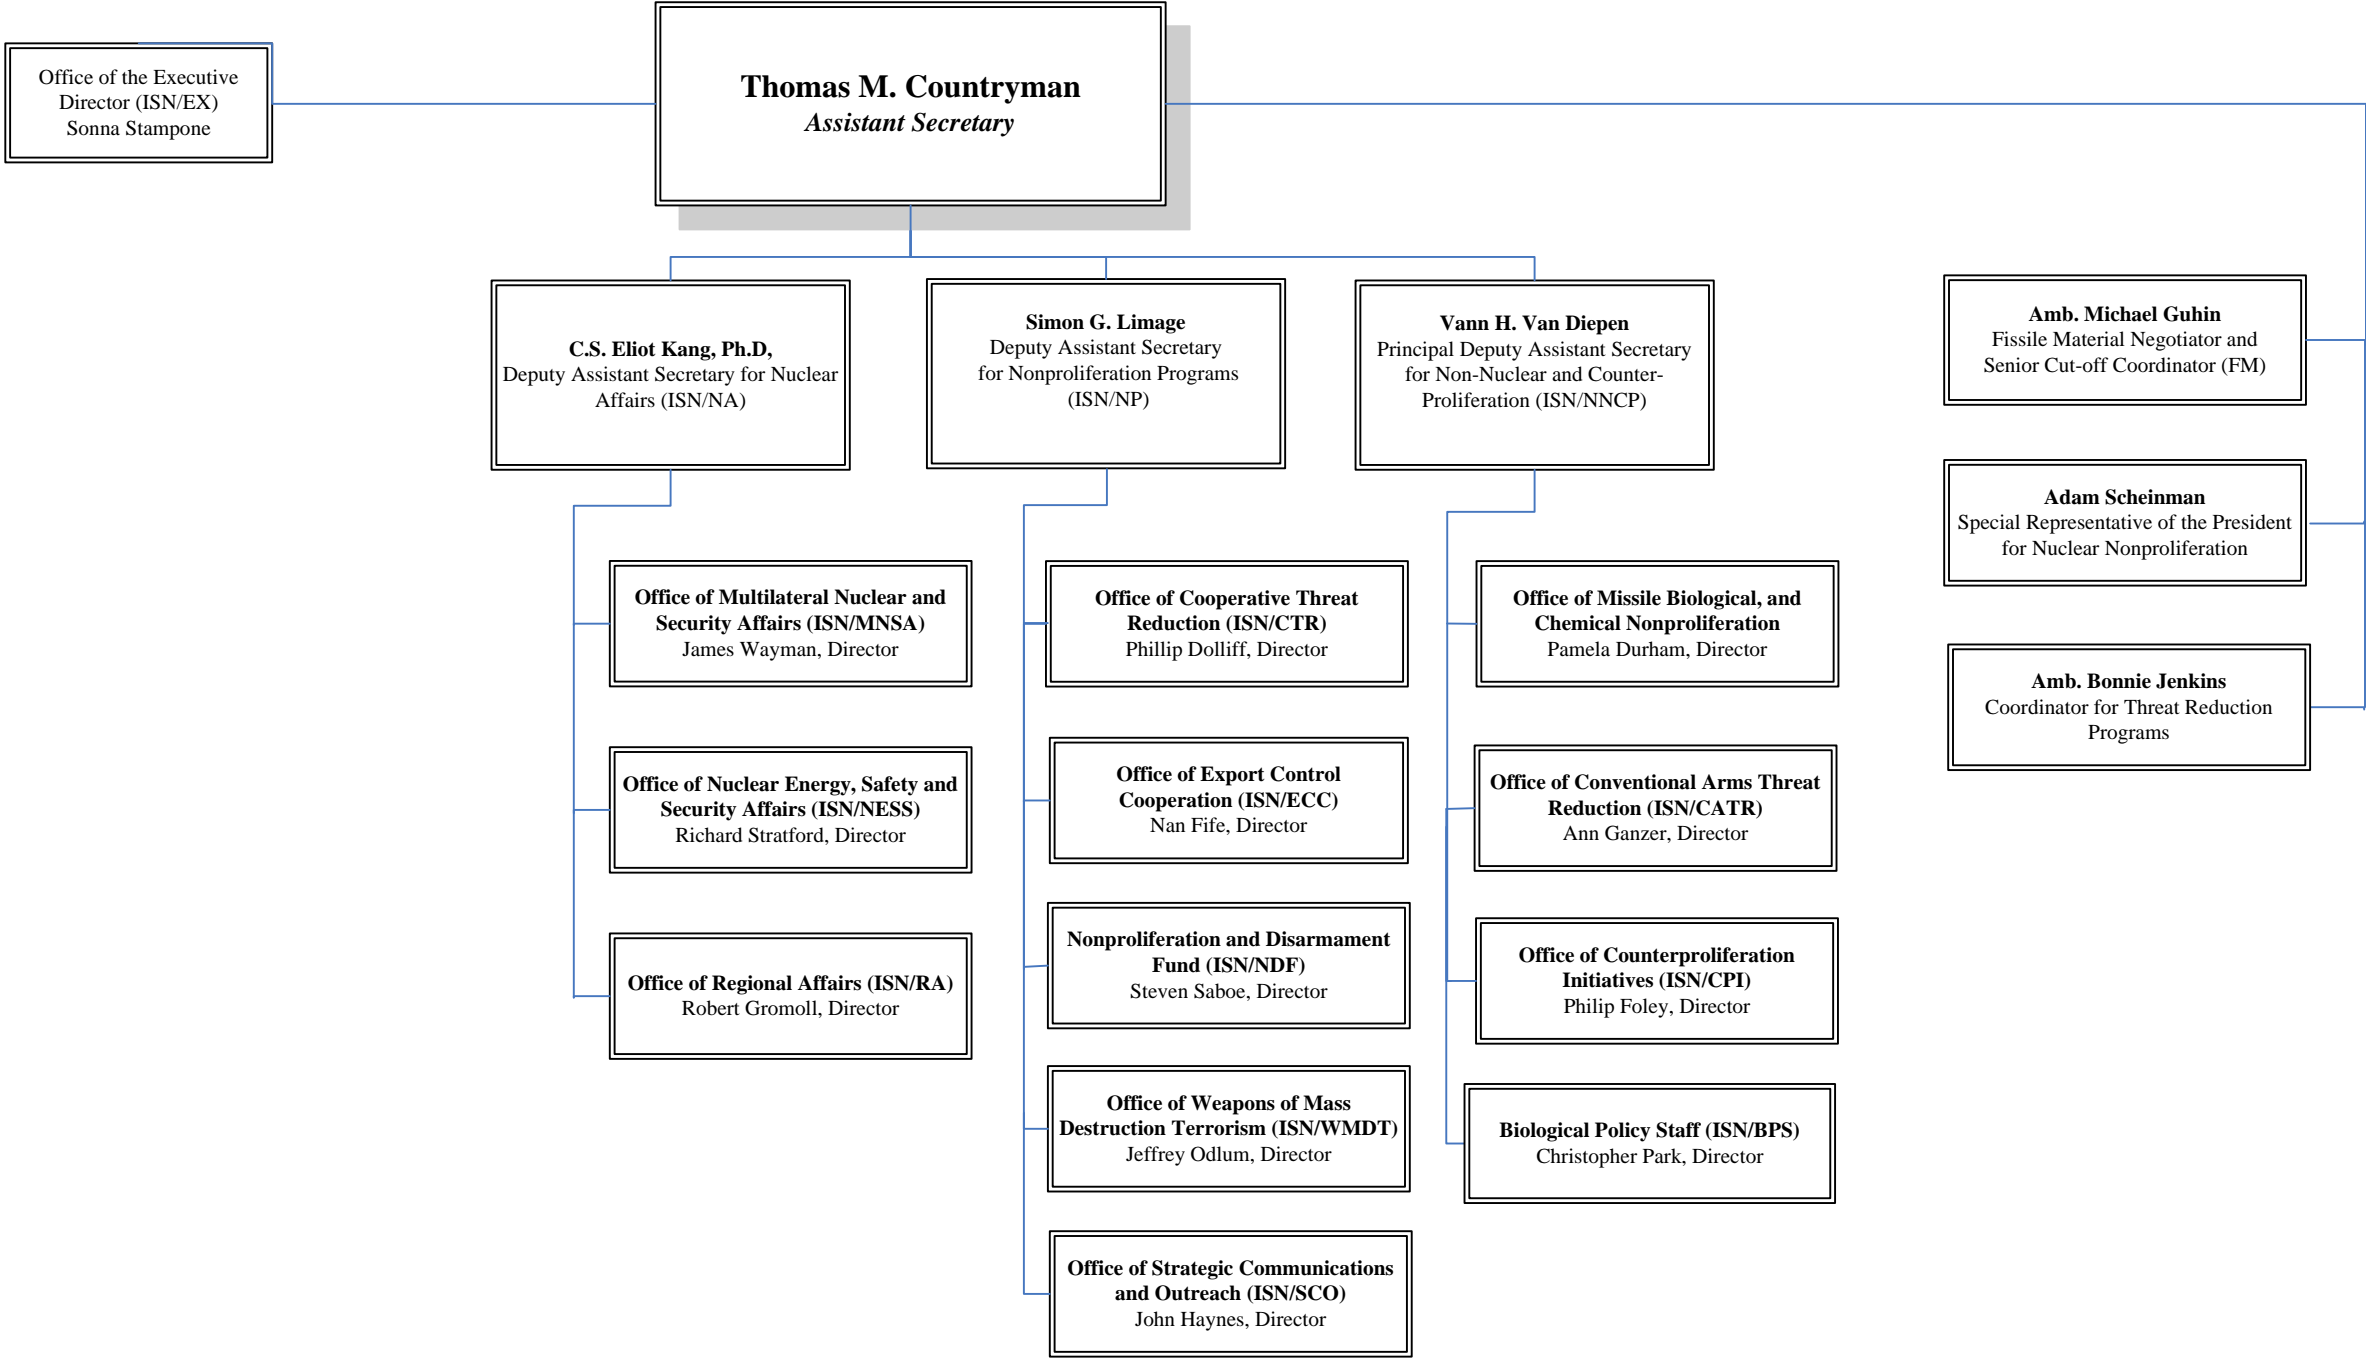 Office of the Executive
Director (ISN/EX)
Sonna Stampone
Thomas M. Countryman
Assistant Secretary
C.S. Eliot Kang, Ph.D,
Deputy Assistant Secretary for Nuclear
Affairs (ISN/NA)
Simon G. Limage
Deputy Assistant Secretary
for Nonproliferation Programs
(ISN/NP)
Vann H. Van Diepen
Principal Deputy Assistant Secretary
for Non-Nuclear and Counter-
Proliferation (ISN/NNCP)
Amb. Michael Guhin
Fissile Material Negotiator and
Senior Cut-off Coordinator (FM)
Adam Scheinman
Special Representative of the President
for Nuclear Nonproliferation
Amb. Bonnie Jenkins
Coordinator for Threat Reduction
Programs
Office of Multilateral Nuclear and
Security Affairs (ISN/MNSA)
James Wayman, Director
Office of Nuclear Energy, Safety and
Security Affairs (ISN/NESS)
Richard Stratford, Director
Office of Regional Affairs (ISN/RA)
Robert Gromoll, Director
Office of Cooperative Threat
Reduction (ISN/CTR)
Phillip Dolliff, Director
Office of Export Control
Cooperation (ISN/ECC)
Nan Fife, Director
Nonproliferation and Disarmament
Fund (ISN/NDF)
Steven Saboe, Director
Office of Weapons of Mass
Destruction Terrorism (ISN/WMDT)
Jeffrey Odlum, Director
Office of Strategic Communications
and Outreach (ISN/SCO)
John Haynes, Director
Office of Missile Biological, and
Chemical Nonproliferation
Pamela Durham, Director
Office of Conventional Arms Threat
Reduction (ISN/CATR)
Ann Ganzer, Director
Office of Counterproliferation
Initiatives (ISN/CPI)
Philip Foley, Director
Biological Policy Staff (ISN/BPS)
Christopher Park, Director